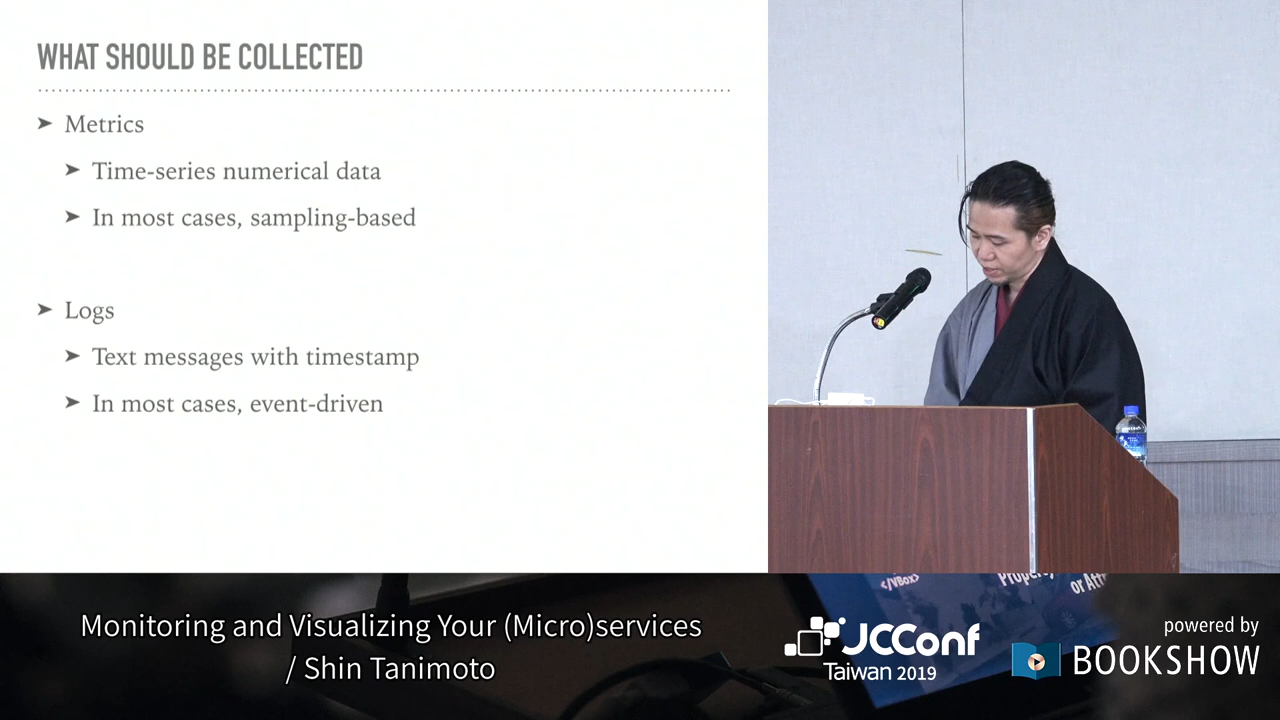 WHAT SHOULD BE COLLECTED
➤ Metrics
➤ Time-series numerical data
➤ In most cases, sampling-based
➤ Logs
➤ Text messages with timestamp
➤ In most cases, event-driven
</VBox>
or
Monitoring and Visualizing Your (Micro)services
/ Shin Tanimoto
JCConf
Taiwan 2019
powered by
BOOKSHOW